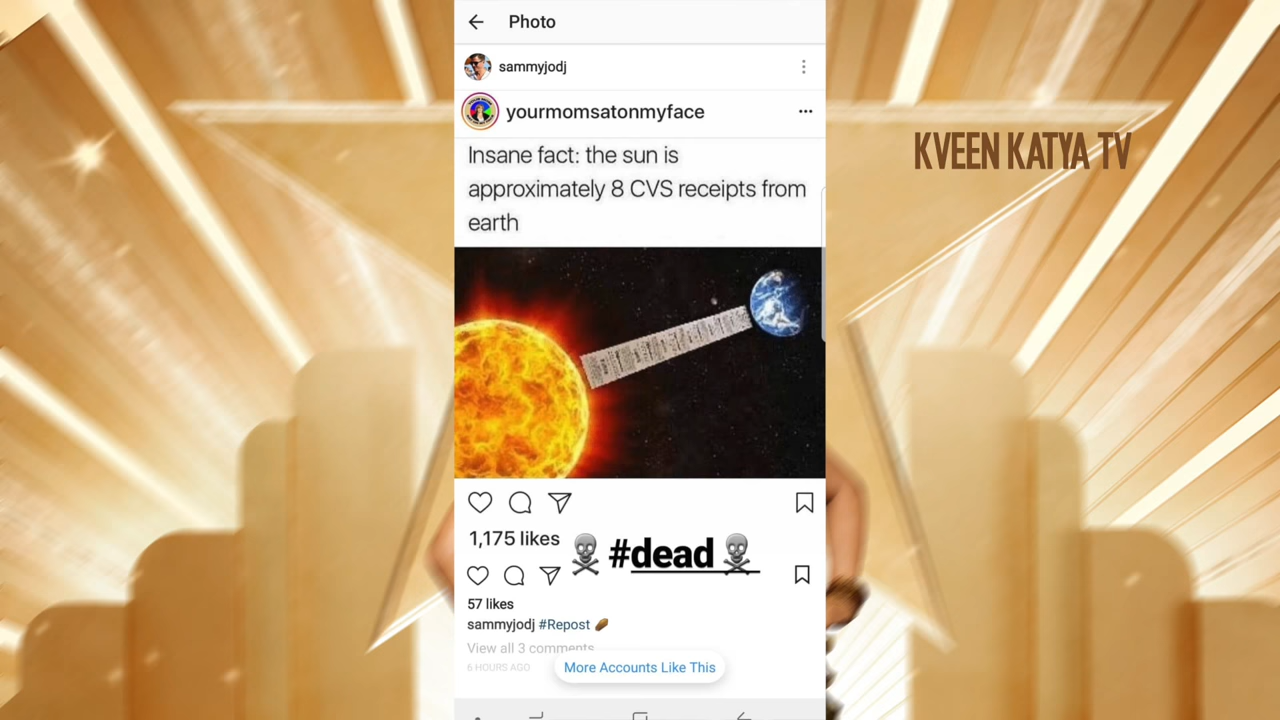 Photo
sammyjodj
yourmomsatonmyface
KVEEN KATYA TV
Insane fact: the sun is
approximately 8 CVS receipts from
earth
1,175 likes
☠️ #dead ☠️
57 likes
sammyjodj #Repost
View all 3 comments
6 HOURS AGO
More Accounts Like This